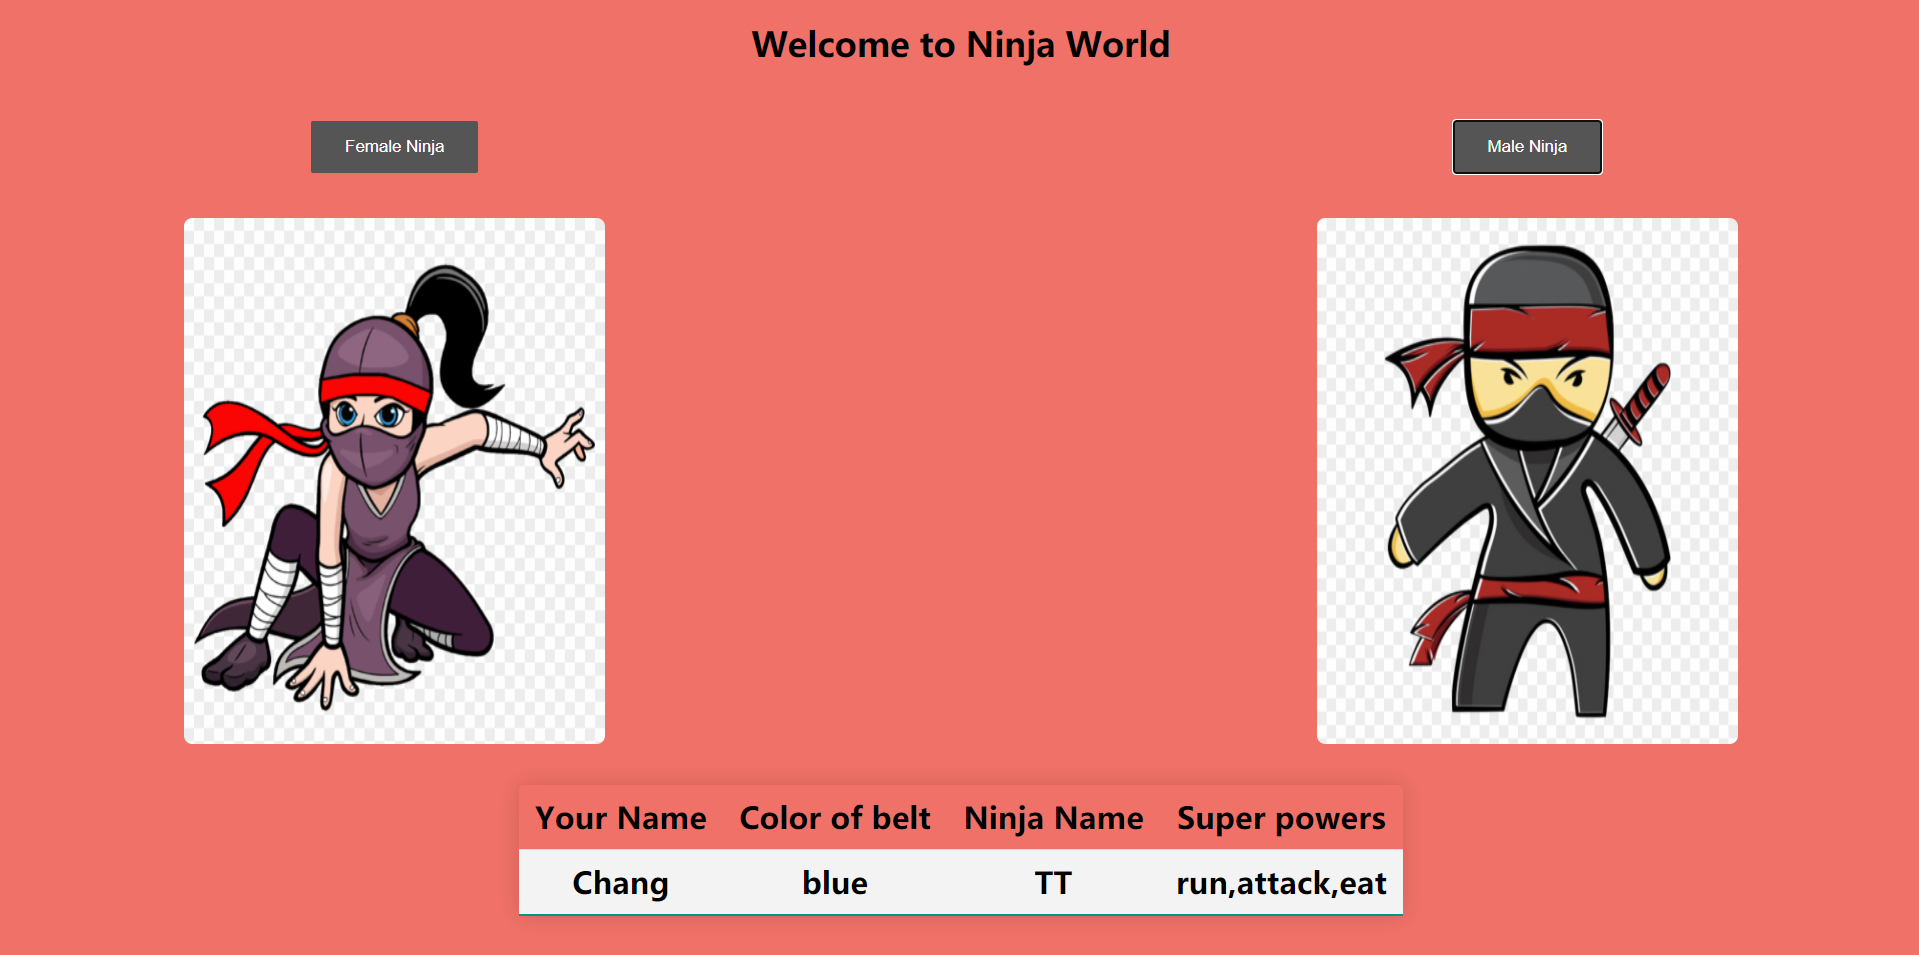 Welcome to Ninja World
Female Ninja
Male Ninja
Your Name Color of belt Ninja Name Super powers
Chang blue TT run,attack,eat